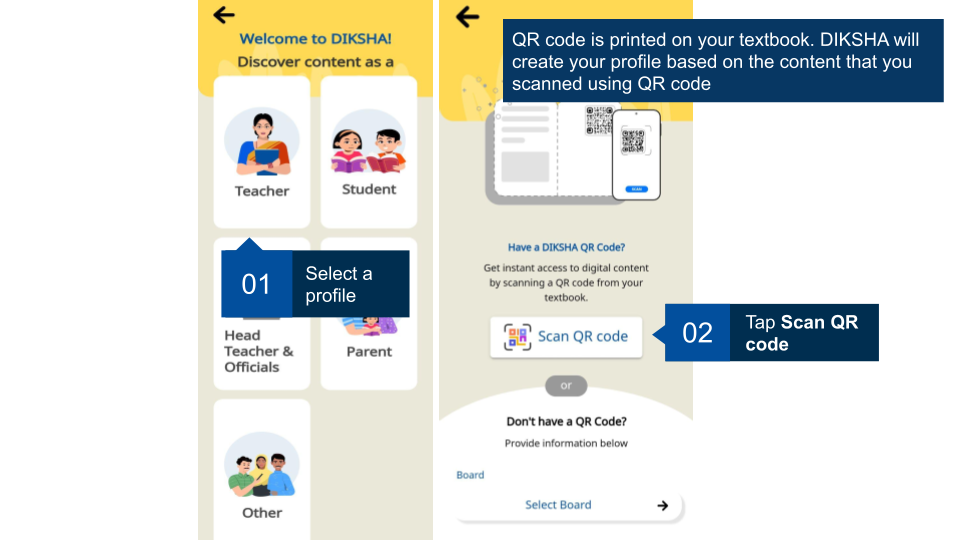 Welcome to DIKSHA!
Discover content as a
Teacher
Student
01
Select a
profile
Head
Teacher &
Officials
Parent
Other
QR code is printed on your textbook. DIKSHA will
create your profile based on the content that you
scanned using QR code
SCAN
Have a DIKSHA QR Code?
Get instant access to digital content
by scanning a QR code from your
textbook.
Scan QR code
02
Tap Scan QR
code
or
Don't have a QR Code?
Provide information below
Board
Select Board